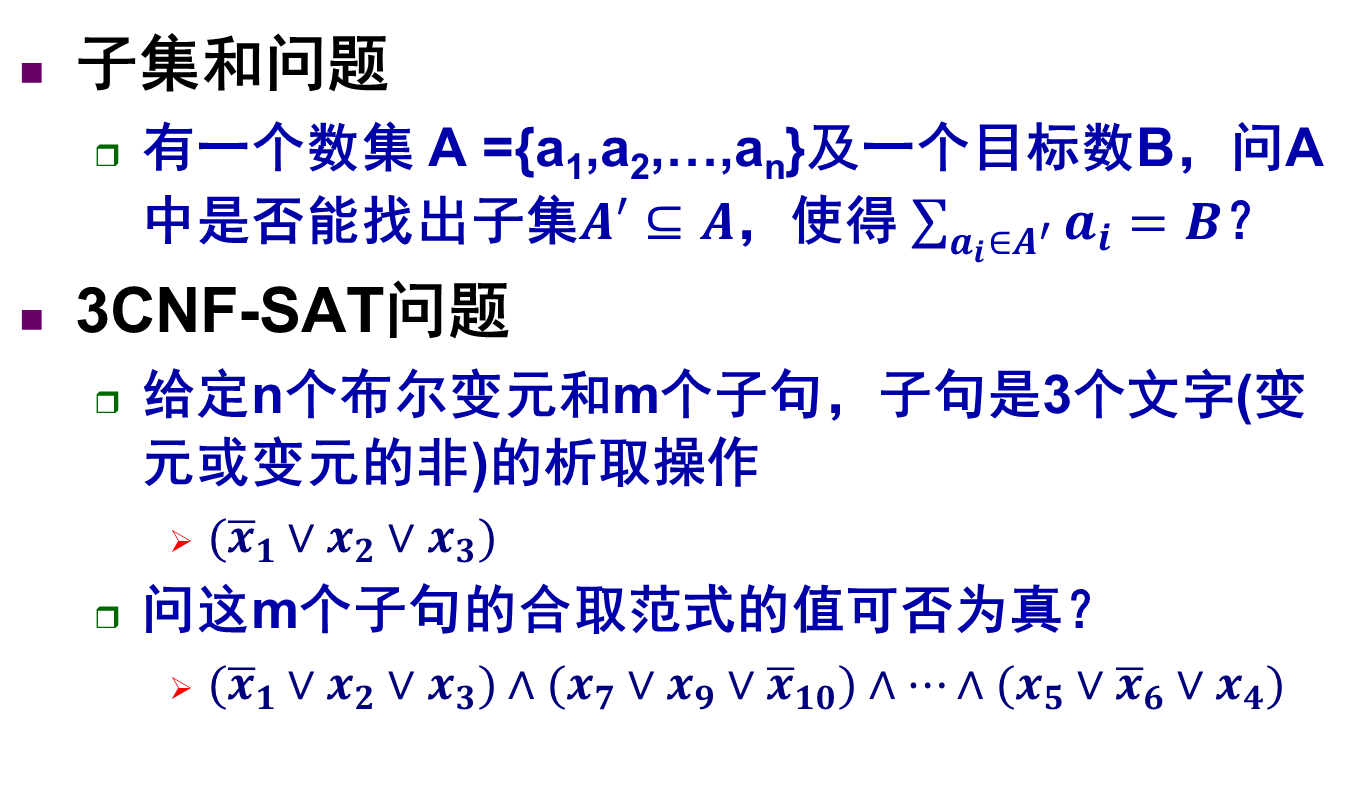 子集和问题
有一个数集 A ={a₁,a₂,…,aₙ}及一个目标数B，问A
中是否能找出子集A′ ⊆ A，使得 ∑_{aᵢ∈A′} aᵢ = B？
3CNF-SAT问题
给定n个布尔变元和m个子句，子句是3个文字(变
元或变元的非)的析取操作
(x̅₁ ∨ x₂ ∨ x₃)
问这m个子句的合取范式的值可否为真？
(x̅₁ ∨ x₂ ∨ x₃) ∧ (x₇ ∨ x₉ ∨ x̅₁₀) ∧ ⋯ ∧ (x₅ ∨ x̅₆ ∨ x₄)